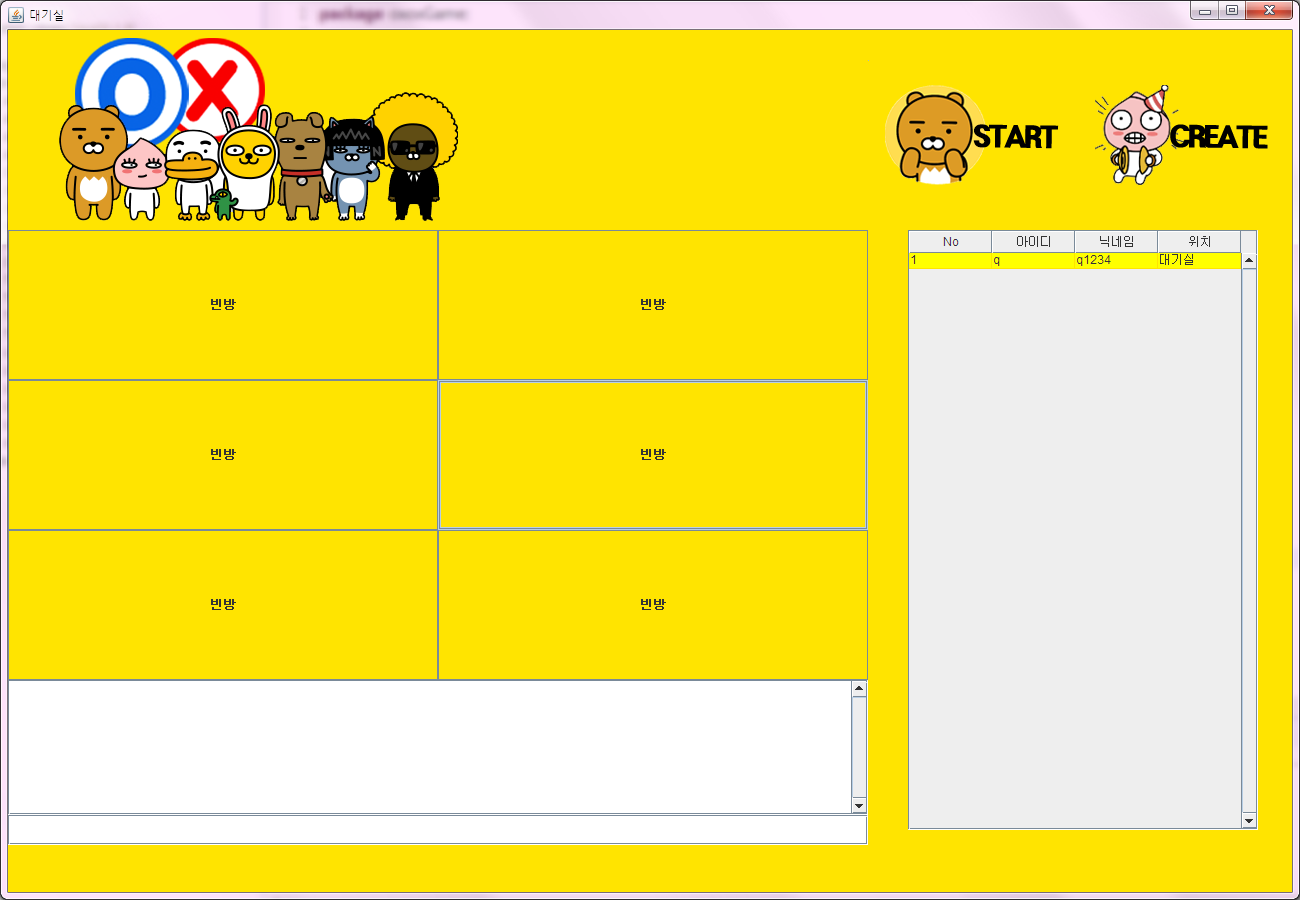 대기실
OX
START
CREATE
No 아이디 닉네임 위치
1 q q1234 대기실
빈방 빈방
빈방 빈방
빈방 빈방